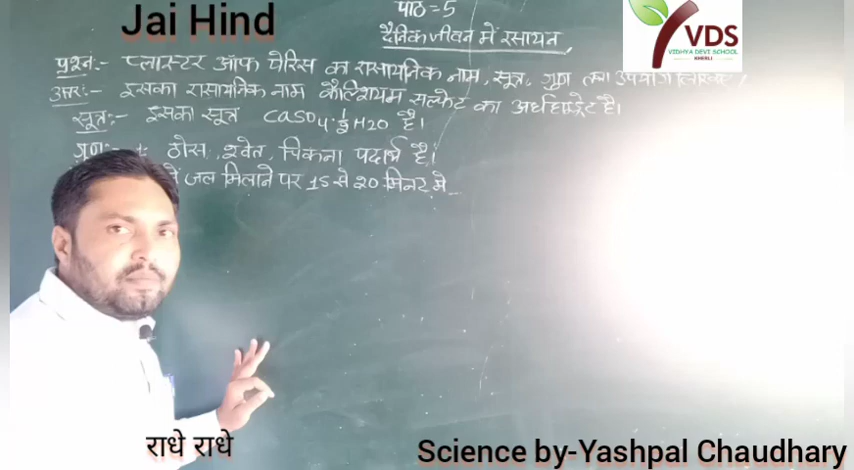 Jai Hind
पाठ = 5
दैनिक जीवन में रसायन,
VDS
VIDHYA DEVI SCHOOL
KHERLI
प्रश्न:- प्लास्टर ऑफ पेरिस का रासायनिक नाम, सूत्र, गुण तथा उपयोग लिखिए।
उत्तर:- इसका रासायनिक नाम कैल्शियम सल्फेट का अर्धहाइड्रेट है।
सूत्र:- इसका सूत्र CaSO4.1/2H2O है।
गुण:- 1. ठोस, श्वेत, चिकना पदार्थ है।
में जल मिलाने पर 15 से 20 मिनट में
राधे राधे
Science by-Yashpal Chaudhary